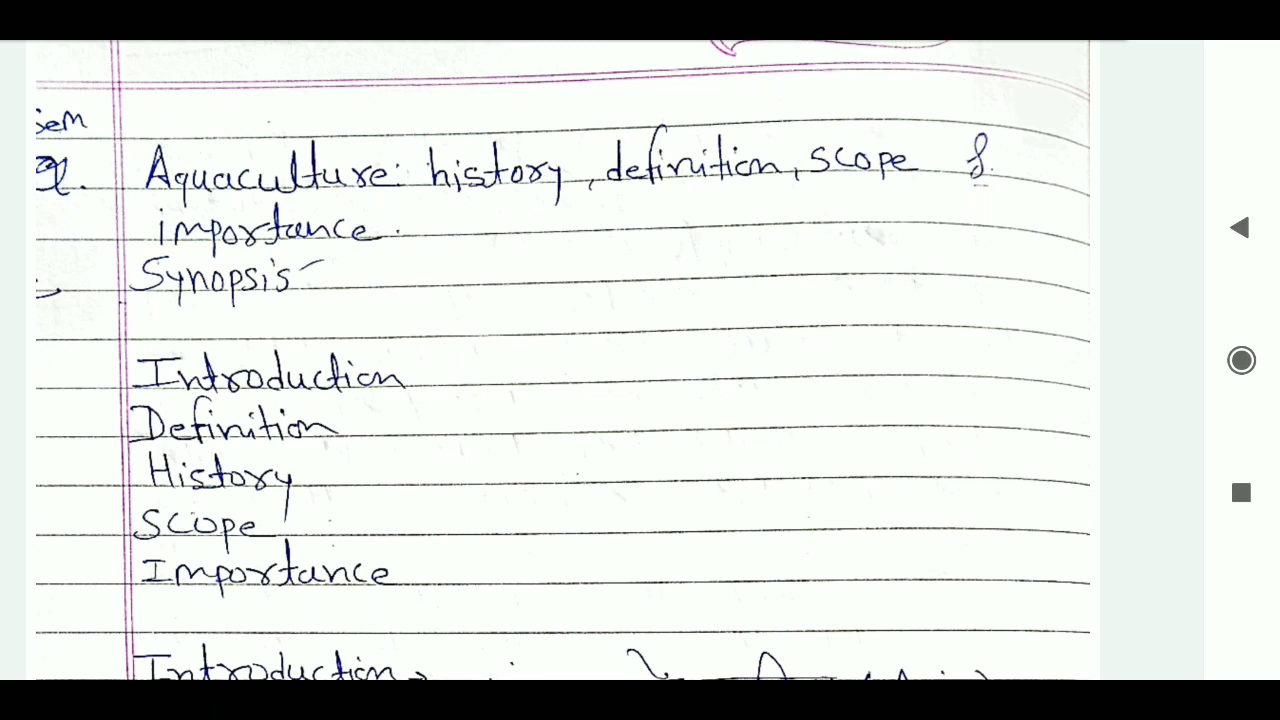 sem
Q. Aquaculture: history, definition, scope &
importance.
Synopsis-
Introduction
Definition
History
Scope
Importance
Introduction